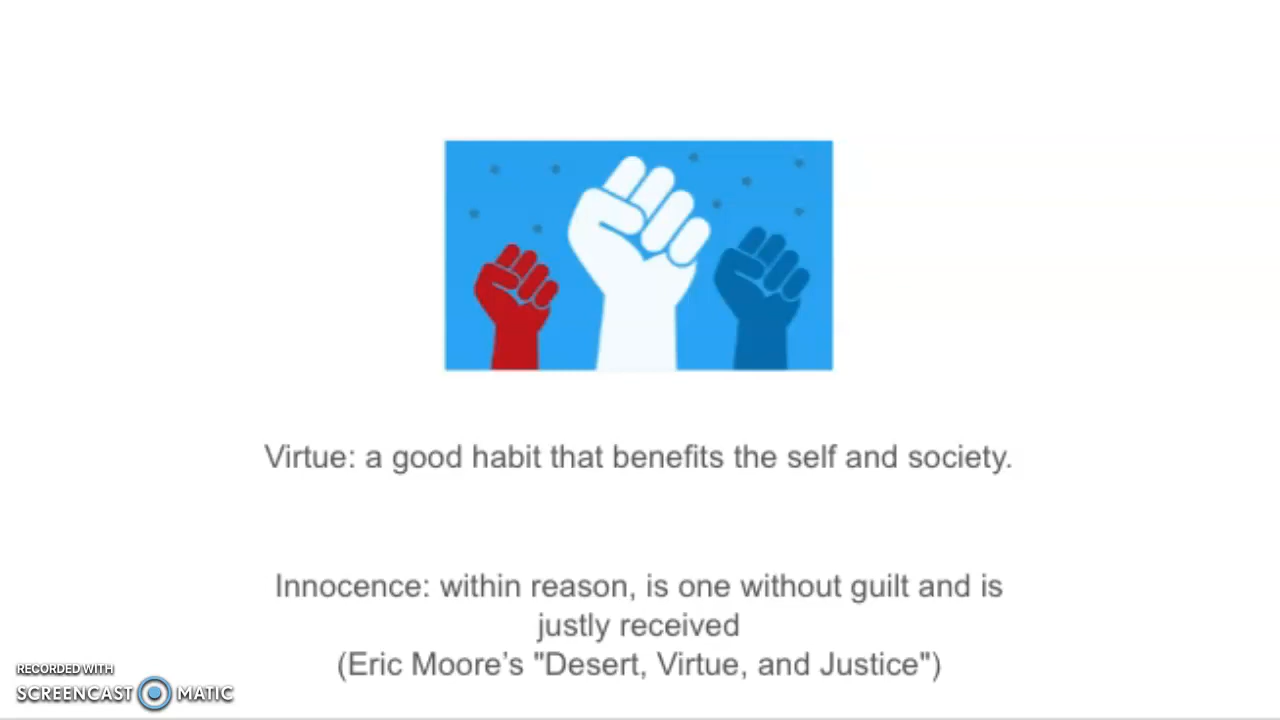 Virtue: a good habit that benefits the self and society.
Innocence: within reason, is one without guilt and is
justly received
(Eric Moore’s "Desert, Virtue, and Justice")
RECORDED WITH
SCREENCAST MATIC